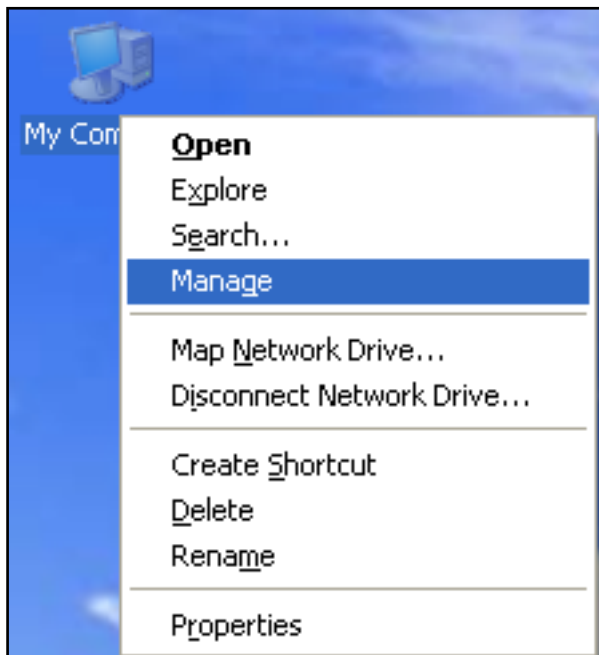 My Com
Open
Explore
Search...
Manage
Map Network Drive...
Disconnect Network Drive...
Create Shortcut
Delete
Rename
Properties